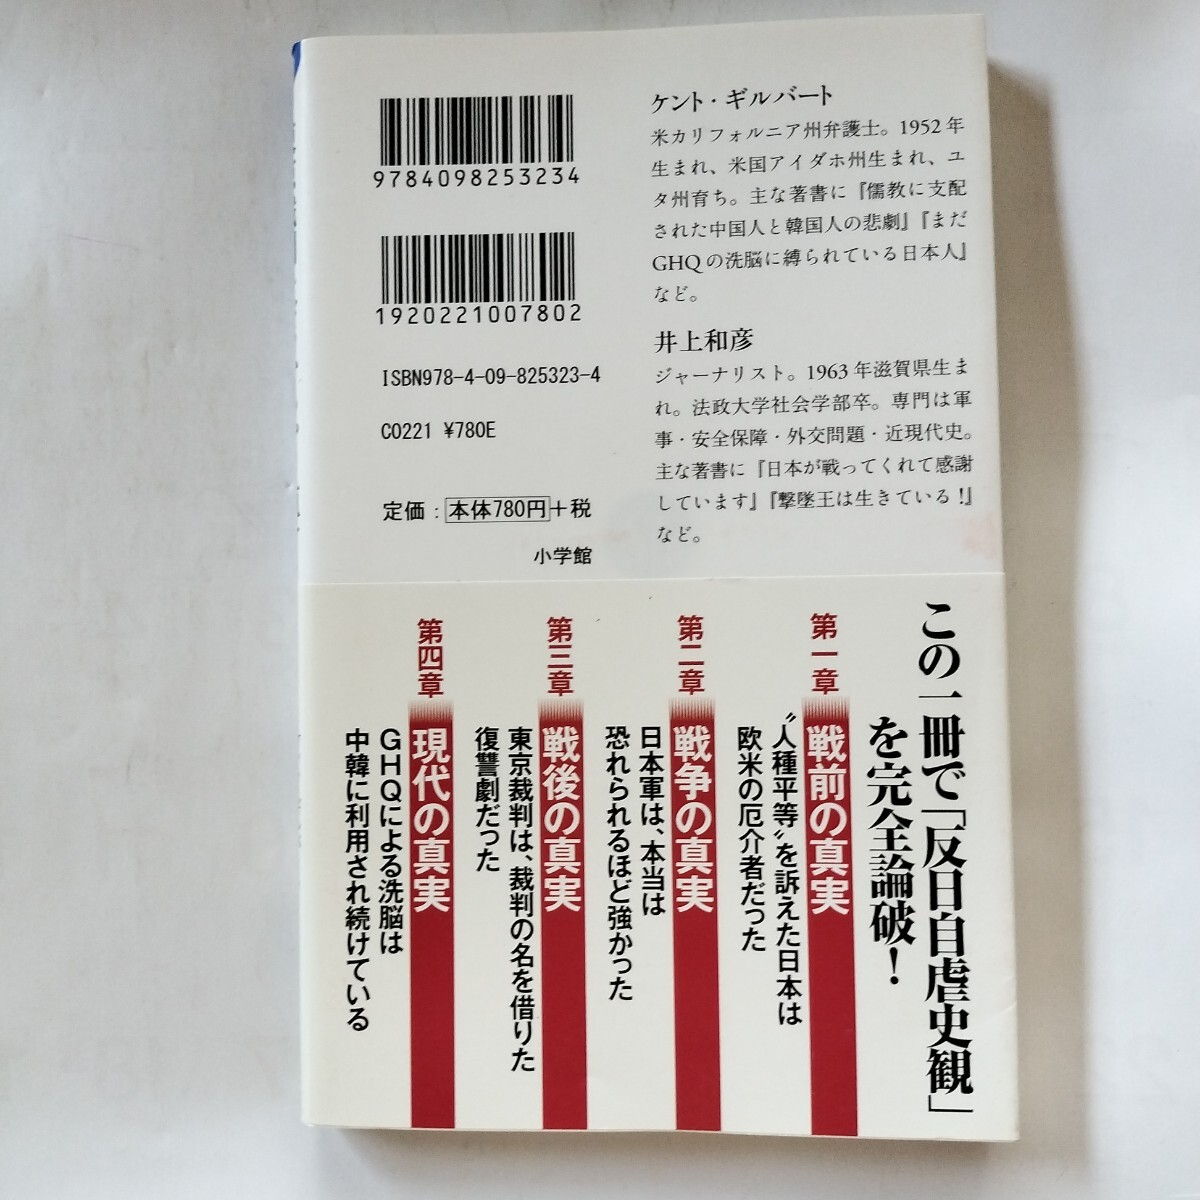 9784098253234
1920221007802
ISBN978-4-09-825323-4
C0221 ¥780E
定価：本体780円+税
小学館
ケント・ギルバート
米カリフォルニア州弁護士。1952年
生まれ、米国アイダホ州生まれ、ユ
タ州育ち。主な著書に『儒教に支配
された中国人と韓国人の悲劇』『まだ
GHQの洗脳に縛られている日本人』
など。
井上和彦
ジャーナリスト。1963年滋賀県生ま
れ。法政大学社会学部卒。専門は軍
事・安全保障・外交問題・近現代史。
主な著書に『日本が戦ってくれて感謝
しています』『撃墜王は生きている！』
など。
この一冊で「反日自虐史観」
を完全論破！
第一章 戦前の真実
〝人種平等〟を訴えた日本は
欧米の厄介者だった
第二章 戦争の真実
日本軍は、本当は
恐れられるほど強かった
第三章 戦後の真実
東京裁判は、裁判の名を借りた
復讐劇だった
第四章 現代の真実
GHQによる洗脳は
中韓に利用され続けている